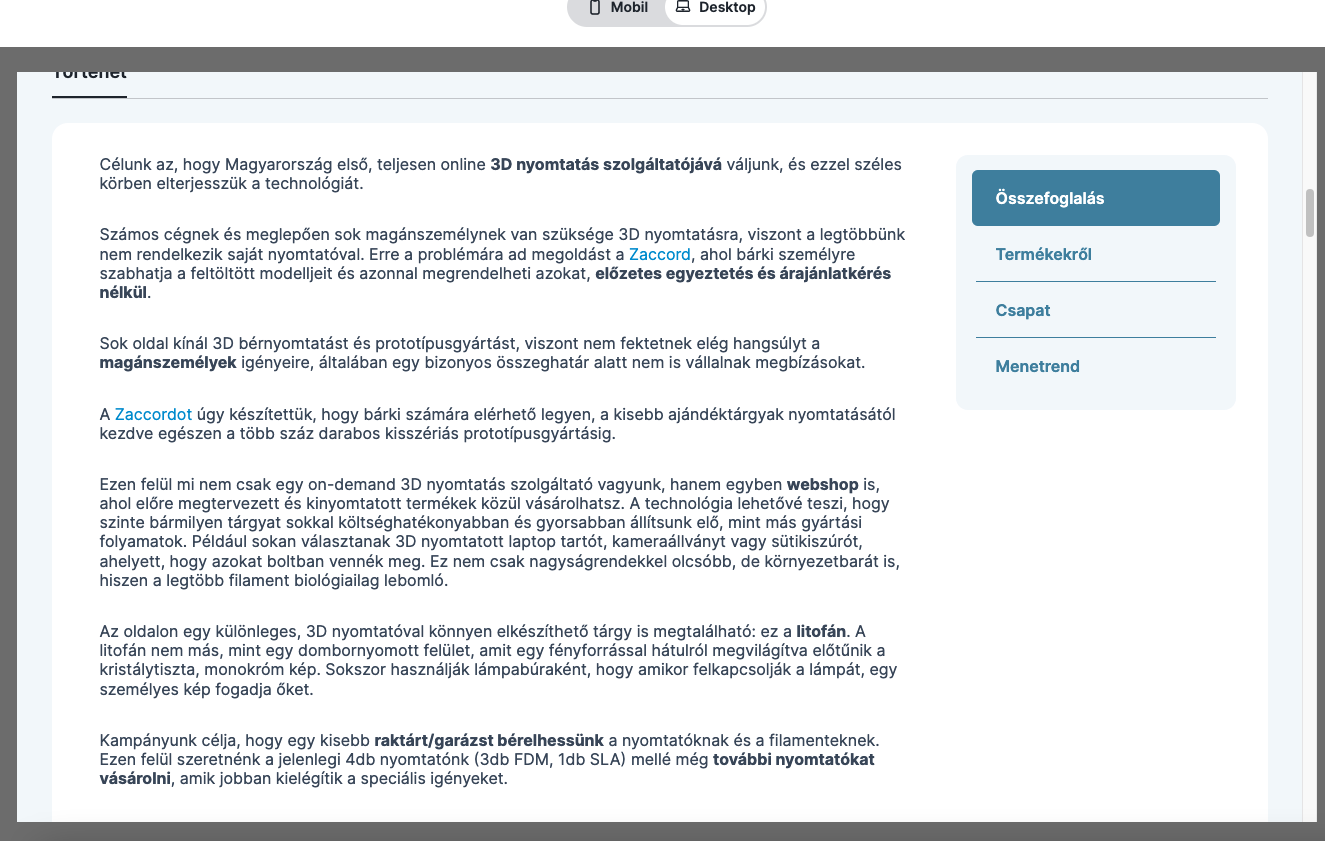 Mobil
Desktop
Történet
Célunk az, hogy Magyarország első, teljesen online 3D nyomtatás szolgáltatójává váljunk, és ezzel széles
körben elterjesszük a technológiát.
Számos cégnek és meglepően sok magánszemélynek van szüksége 3D nyomtatásra, viszont a legtöbbünk
nem rendelkezik saját nyomtatóval. Erre a problémára ad megoldást a Zaccord, ahol bárki személyre
szabhatja a feltöltött modelljeit és azonnal megrendelheti azokat, előzetes egyeztetés és árajánlatkérés
nélkül.
Sok oldal kínál 3D bérnyomtatást és prototípusgyártást, viszont nem fektetnek elég hangsúlyt a
magánszemélyek igényeire, általában egy bizonyos összeghatár alatt nem is vállalnak megbízásokat.
A Zaccordot úgy készítettük, hogy bárki számára elérhető legyen, a kisebb ajándéktárgyak nyomtatásától
kezdve egészen a több száz darabos kisszériás prototípusgyártásig.
Ezen felül mi nem csak egy on-demand 3D nyomtatás szolgáltató vagyunk, hanem egyben webshop is,
ahol előre megtervezett és kinyomtatott termékek közül vásárolhatsz. A technológia lehetővé teszi, hogy
szinte bármilyen tárgyat sokkal költséghatékonyabban és gyorsabban állítsunk elő, mint más gyártási
folyamatok. Például sokan választanak 3D nyomtatott laptop tartót, kameraállványt vagy sütikiszúrót,
ahelyett, hogy azokat boltban vennék meg. Ez nem csak nagyságrendekkel olcsóbb, de környezetbarát is,
hiszen a legtöbb filament biológiailag lebomló.
Az oldalon egy különleges, 3D nyomtatóval könnyen elkészíthető tárgy is megtalálható: ez a litofán. A
litofán nem más, mint egy dombornyomott felület, amit egy fényforrással hátulról megvilágítva előtűnik a
kristálytiszta, monokróm kép. Sokszor használják lámpabúraként, hogy amikor felkapcsolják a lámpát, egy
személyes kép fogadja őket.
Kampányunk célja, hogy egy kisebb raktárt/garázst bérelhessünk a nyomtatóknak és a filamenteknek.
Ezen felül szeretnénk a jelenlegi 4db nyomtatónk (3db FDM, 1db SLA) mellé még további nyomtatókat
vásárolni, amik jobban kielégítik a speciális igényeket.
Összefoglalás
Termékekről
Csapat
Menetrend